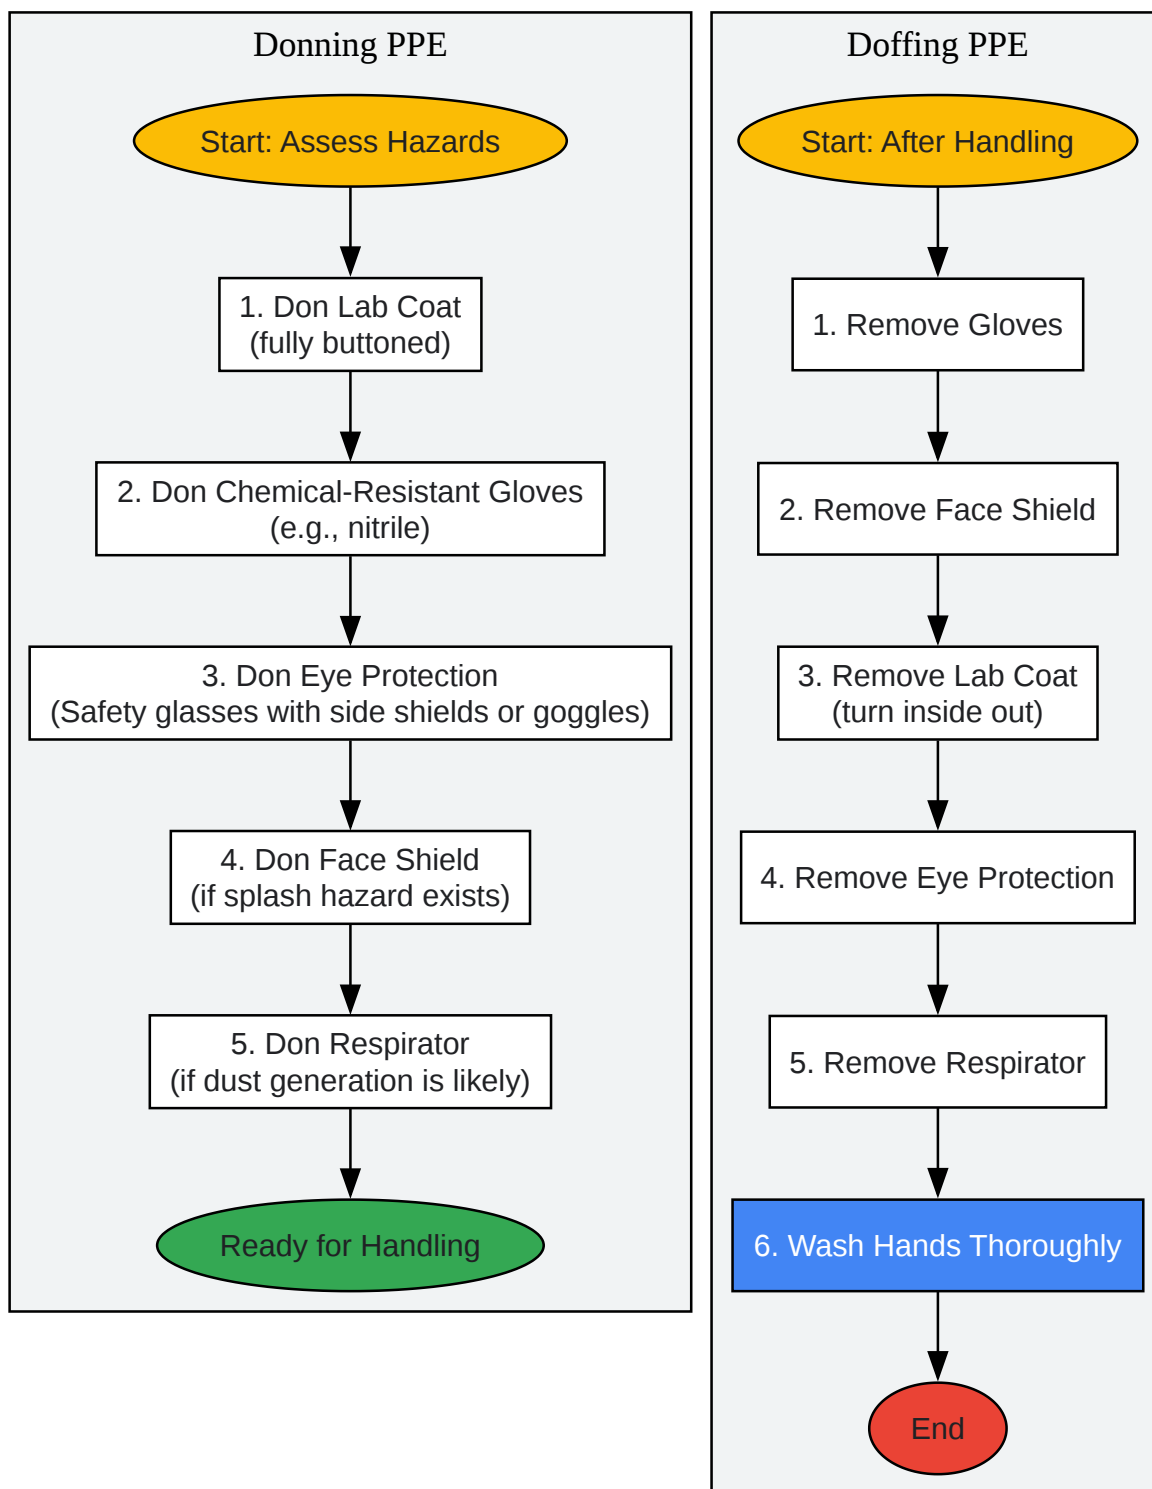 Donning PPE
Start: Assess Hazards
1. Don Lab Coat
(fully buttoned)
2. Don Chemical-Resistant Gloves
(e.g., nitrile)
3. Don Eye Protection
(Safety glasses with side shields or goggles)
4. Don Face Shield
(if splash hazard exists)
5. Don Respirator
(if dust generation is likely)
Ready for Handling
Doffing PPE
Start: After Handling
1. Remove Gloves
2. Remove Face Shield
3. Remove Lab Coat
(turn inside out)
4. Remove Eye Protection
5. Remove Respirator
6. Wash Hands Thoroughly
End